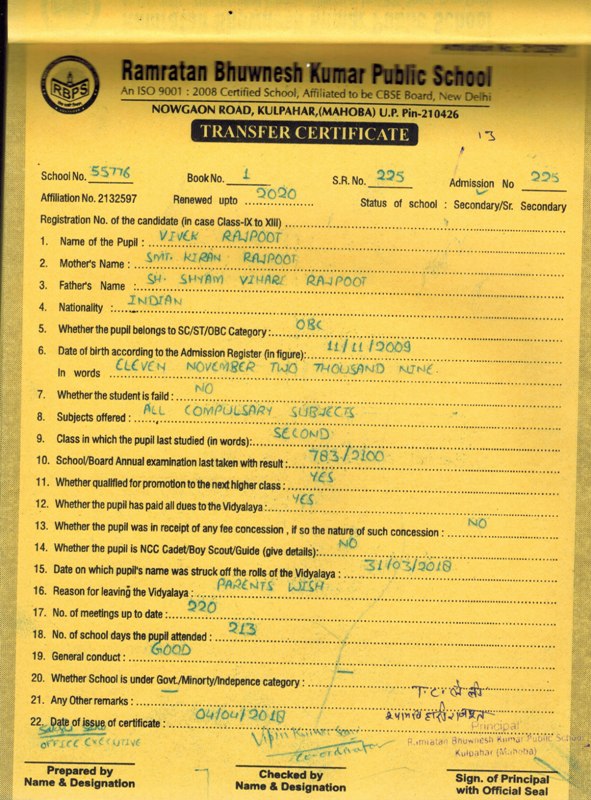 Affiliation No.: 2132597
RBPS
Ramratan Bhuwnesh Kumar Public School
An ISO 9001 : 2008 Certified School, Affiliated to be CBSE Board, New Delhi
NOWGAON ROAD, KULPAHAR,(MAHOBA) U.P. Pin-210426
TRANSFER CERTIFICATE
13
School No. 55776 Book No. 1 S.R. No. 225 Admission No 225
Affiliation No. 2132597 Renewed upto 2020 Status of school : Secondary/Sr. Secondary
Registration No. of the candidate (in case Class-IX to XIII)
1. Name of the Pupil : VIVEK RAJPOOT
2. Mother's Name : SMT. KIRAN RAJPOOT
3. Father's Name : SH. SHYAM VIHARI RAJPOOT
4. Nationality : INDIAN
5. Whether the pupil belongs to SC/ST/OBC Category : OBC
6. Date of birth according to the Admission Register (in figure): 11/11/2009
In words ELEVEN NOVEMBER TWO THOUSAND NINE
7. Whether the student is faild : NO
8. Subjects offered : ALL COMPULSARY SUBJECTS
9. Class in which the pupil last studied (in words): SECOND
10. School/Board Annual examination last taken with result : 783/2100
11. Whether qualified for promotion to the next higher class : YES
12. Whether the pupil has paid all dues to the Vidyalaya : YES
13. Whether the pupil was in receipt of any fee concession , if so the nature of such concession : NO
14. Whether the pupil is NCC Cadet/Boy Scout/Guide (give details): NO
15. Date on which pupil's name was struck off the rolls of the Vidyalaya : 31/03/2018
16. Reason for leaving the Vidyalaya : PARENTS WISH
17. No. of meetings up to date : 220
18. No. of school days the pupil attended : 213
19. General conduct : GOOD
20. Whether School is under Govt./Minorty/Indepence category : —
21. Any Other remarks :
22. Date of issue of certificate : 04/04/2018
OFFICE EXECUTIVE
Co-ordinator
Principal
Ramratan Bhuwnesh Kumar Public School
Kulpahar (Mahoba)
Prepared by Name & Designation
Checked by Name & Designation
Sign. of Principal with Official Seal